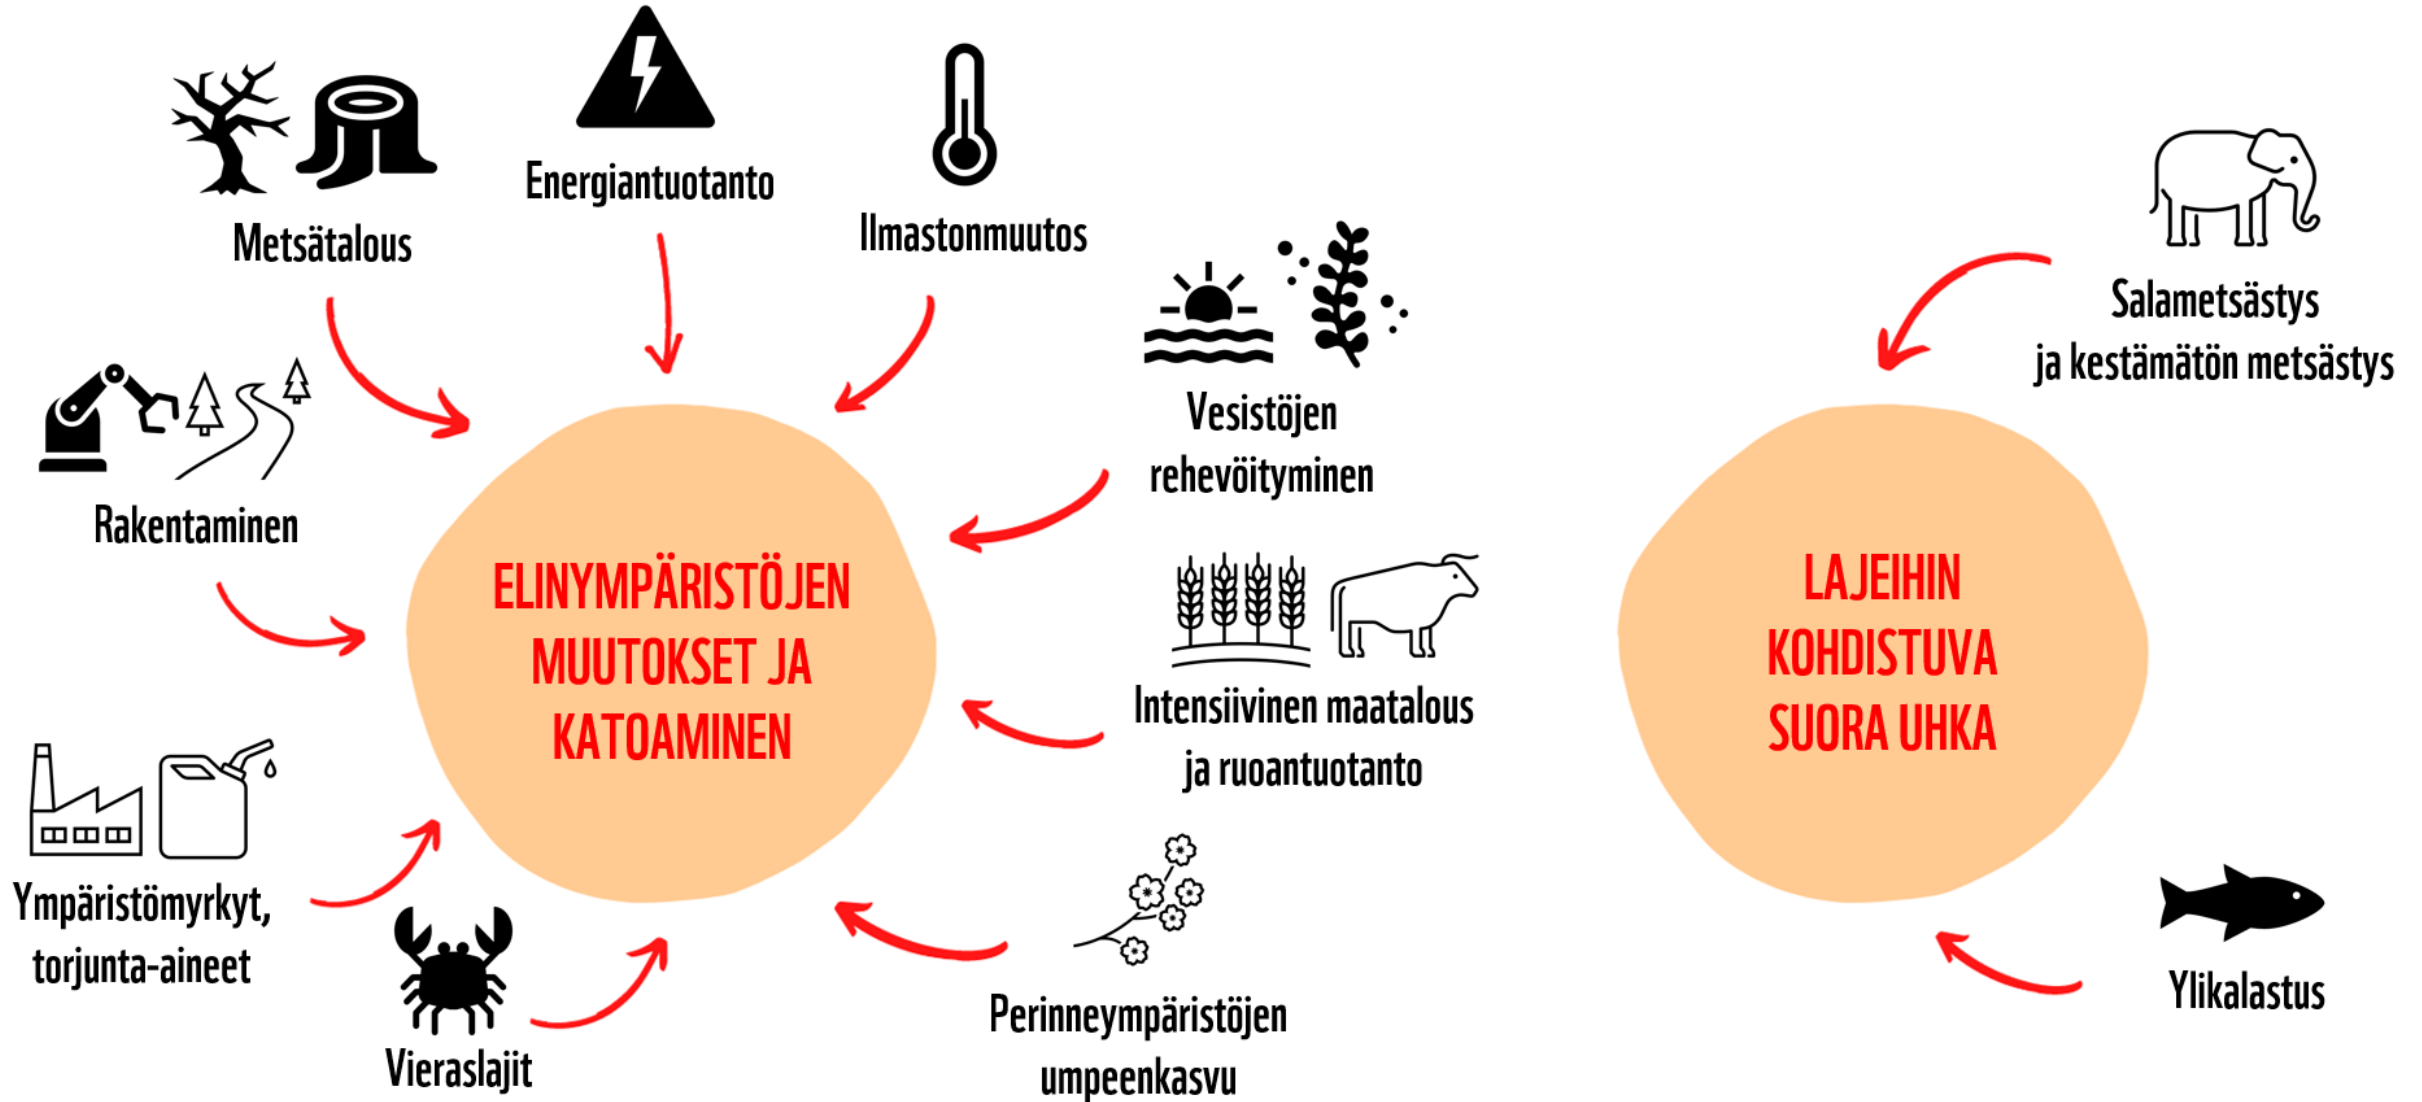 Metsätalous
Energiantuotanto
Ilmastonmuutos
Vesistöjen
rehevöityminen
Rakentaminen
ELINYMPÄRISTÖJEN
MUUTOKSET JA
KATOAMINEN
Intensiivinen maatalous
ja ruoantuotanto
Ympäristömyrkyt,
torjunta-aineet
Vieraslajit
Perinneympäristöjen
umpeenkasvu
Salametsästys
ja kestämätön metsästys
LAJEIHIN
KOHDISTUVA
SUORA UHKA
Ylikalastus